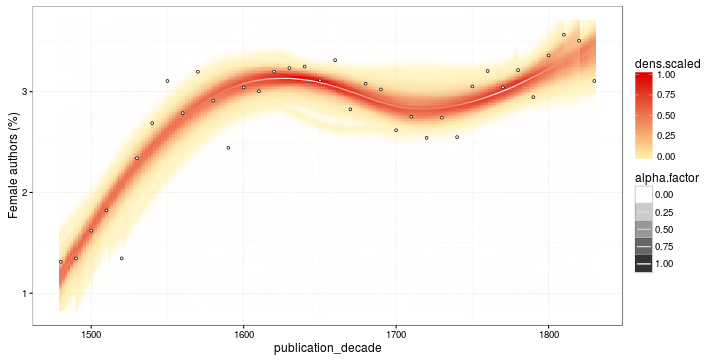 Female authors (%)
3
2
1
1500 1600 1700 1800
publication_decade
dens.scaled
1.00
0.75
0.50
0.25
0.00
alpha.factor
0.00
0.25
0.50
0.75
1.00